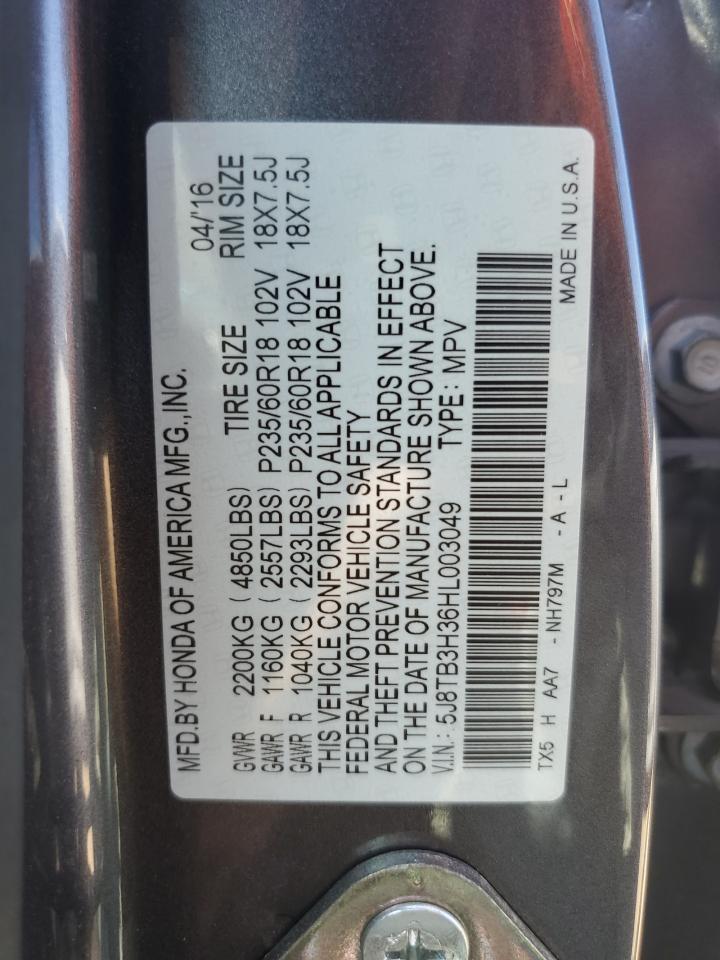 MFD.BY HONDA OF AMERICA MFG.,INC. 04/'16
GVWR 2200KG ( 4850LBS) TIRE SIZE RIM SIZE
GAWR F 1160KG ( 2557LBS) P235/60R18 102V 18X7.5J
GAWR R 1040KG ( 2293LBS) P235/60R18 102V 18X7.5J
THIS VEHICLE CONFORMS TO ALL APPLICABLE
FEDERAL MOTOR VEHICLE SAFETY
AND THEFT PREVENTION STANDARDS IN EFFECT
ON THE DATE OF MANUFACTURE SHOWN ABOVE.
V.I.N.: 5J8TB3H36HL003049 TYPE: MPV
TX5 H AA7 - NH797M - A - L MADE IN U.S.A.